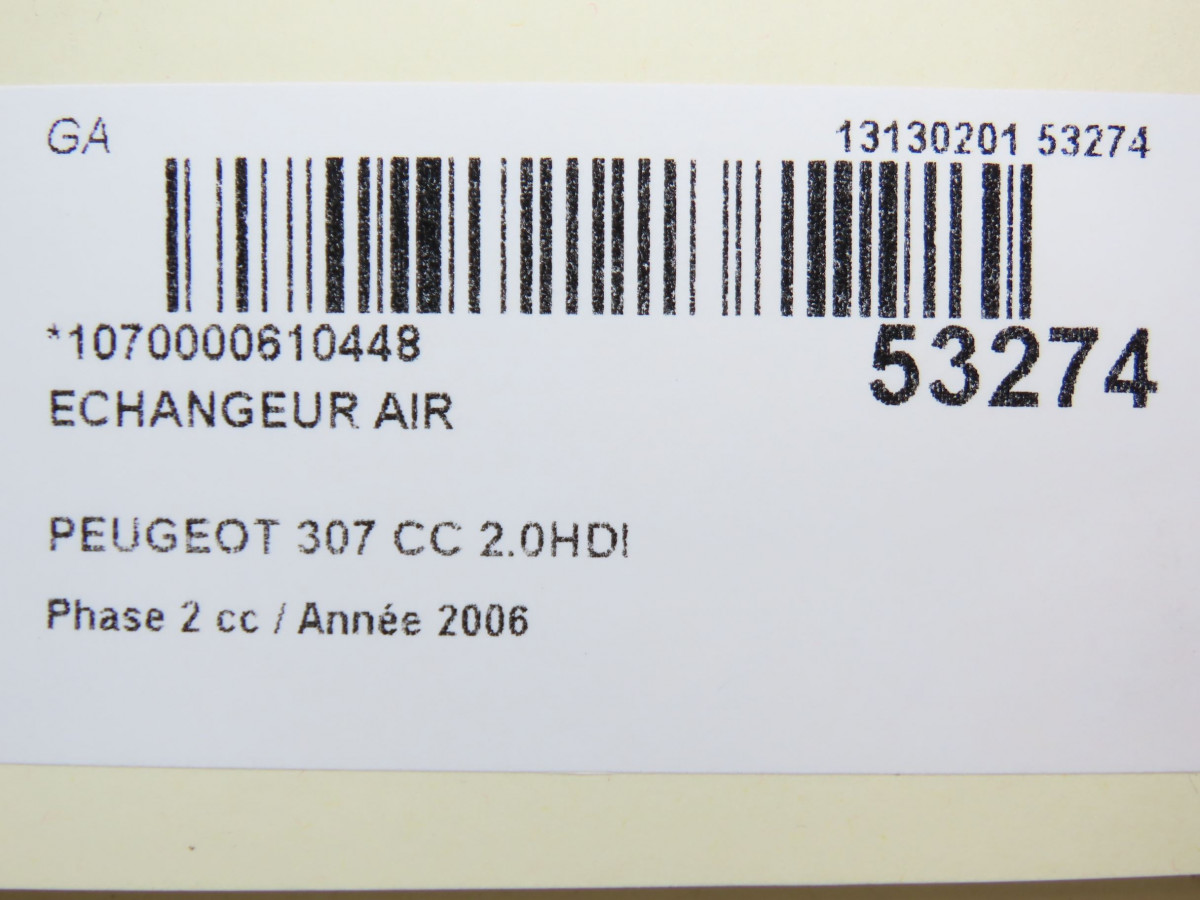 GA
13130201 53274
*1070000610448
53274
ECHANGEUR AIR
PEUGEOT 307 CC 2.0HDI
Phase 2 cc / Année 2006